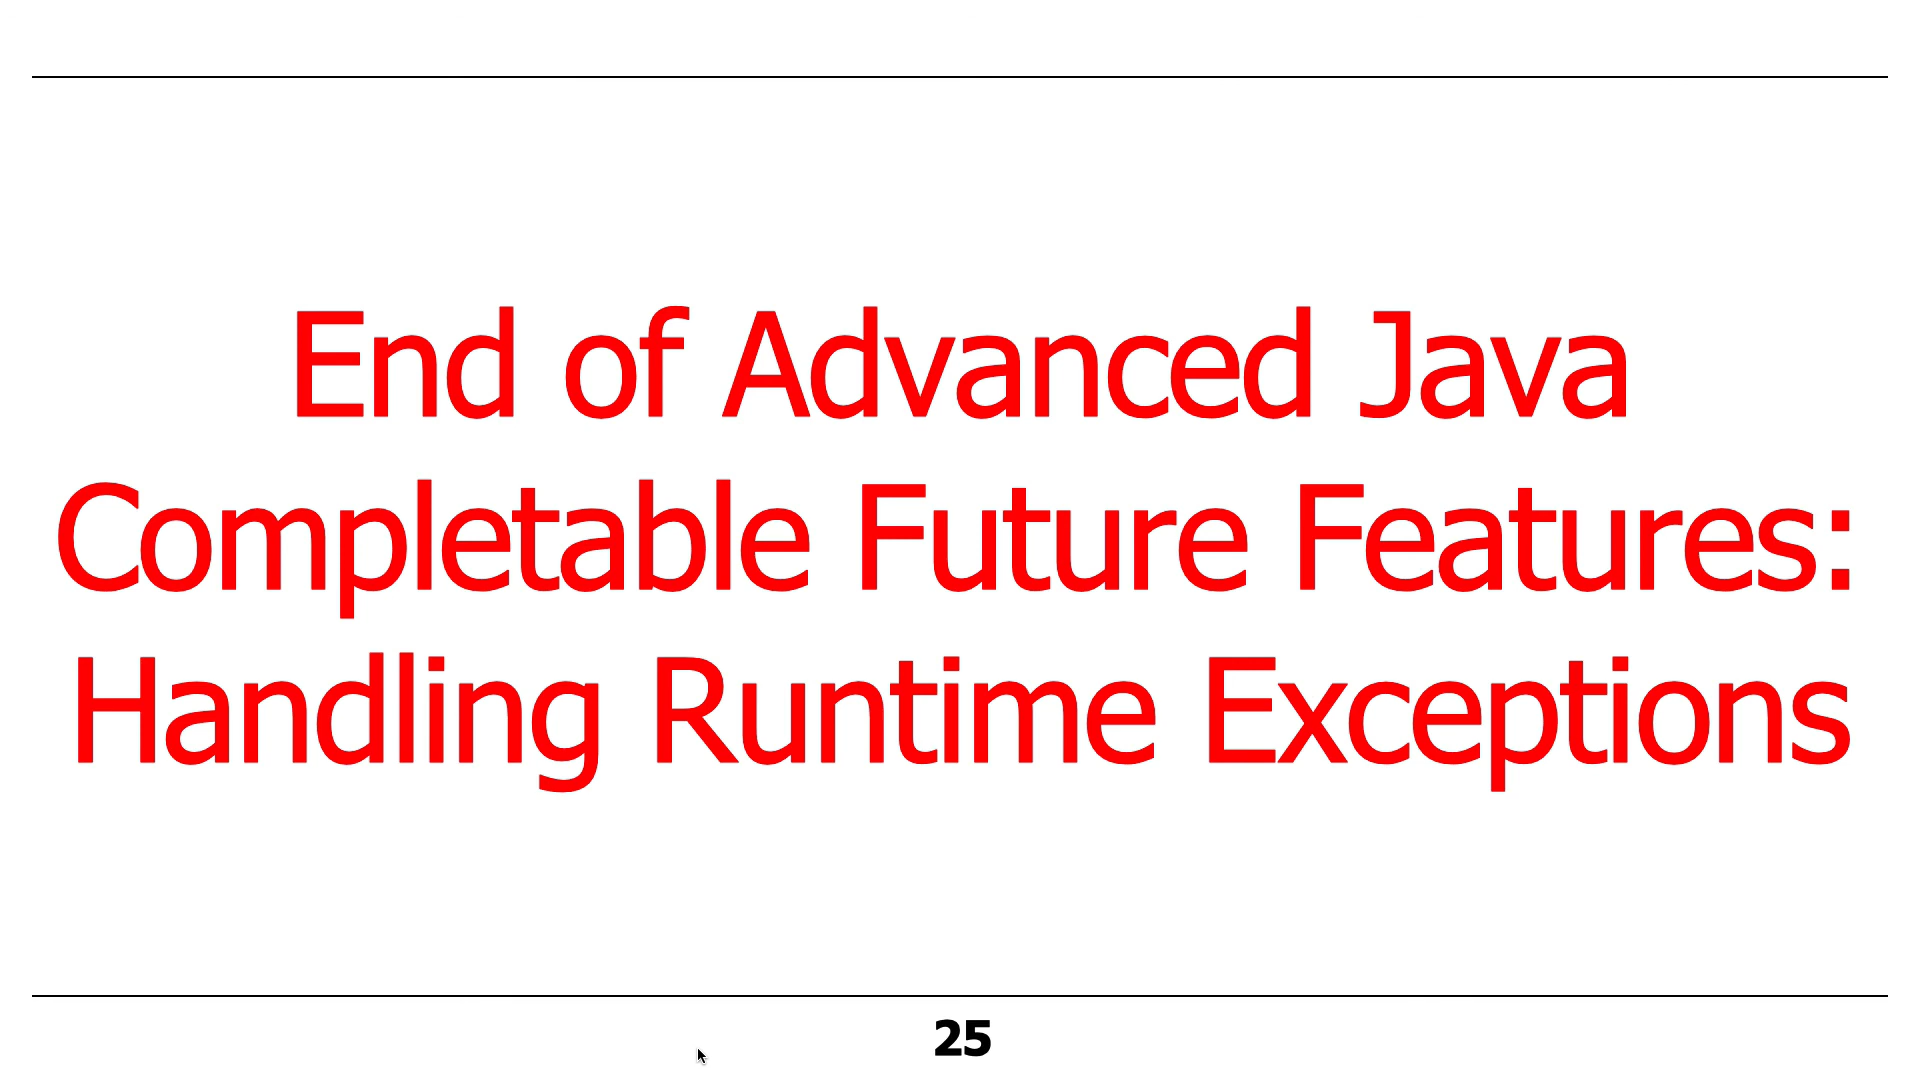 End of Advanced Java
Completable Future Features:
Handling Runtime Exceptions
25